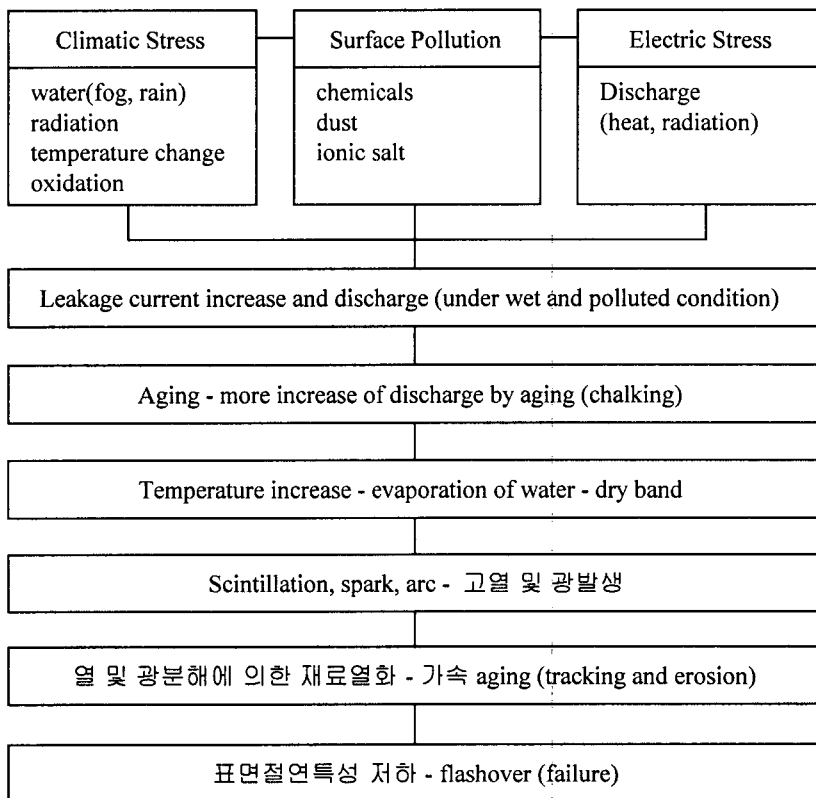 Climatic Stress
water(fog, rain)
radiation
temperature change
oxidation
Surface Pollution
chemicals
dust
ionic salt
Electric Stress
Discharge
(heat, radiation)
Leakage current increase and discharge (under wet and polluted condition)
Aging - more increase of discharge by aging (chalking)
Temperature increase - evaporation of water - dry band
Scintillation, spark, arc - 고열 및 광발생
열 및 광분해에 의한 재료열화 - 가속 aging (tracking and erosion)
표면절연특성 저하 - flashover (failure)